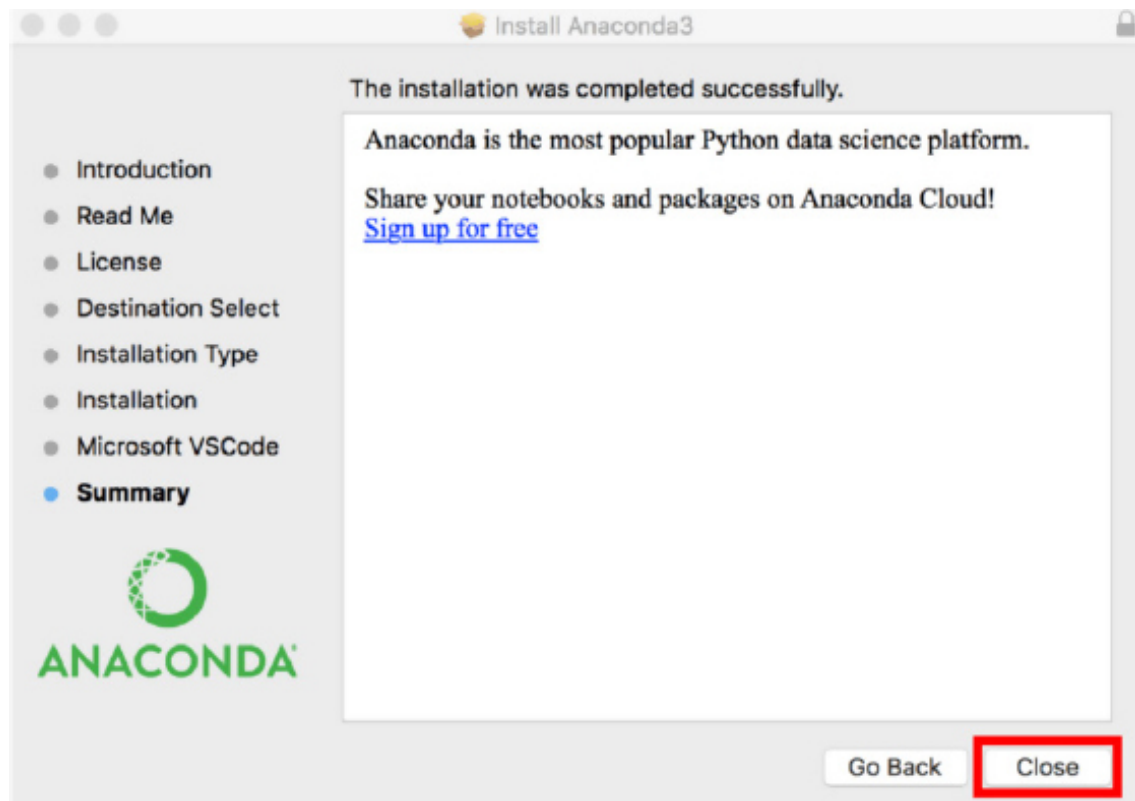 Install Anaconda3
The installation was completed successfully.
Introduction
Read Me
License
Destination Select
Installation Type
Installation
Microsoft VSCode
Summary
ANACONDA
Anaconda is the most popular Python data science platform.
Share your notebooks and packages on Anaconda Cloud!
Sign up for free
Go Back
Close